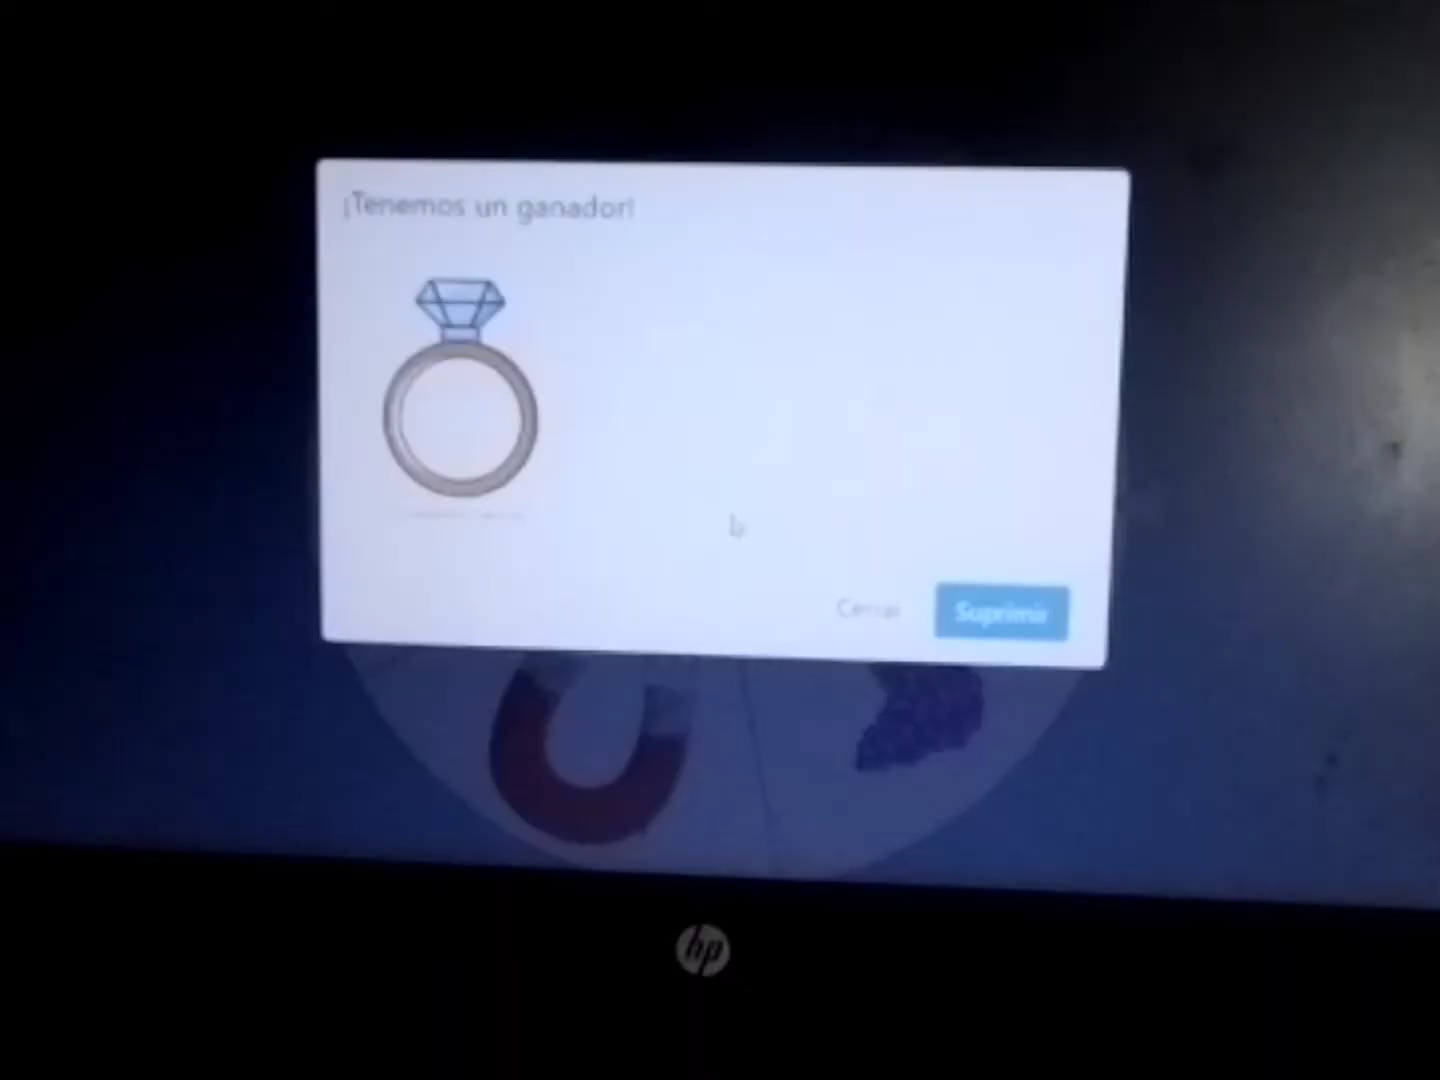 ¡Tenemos un ganador!
Cerrar
Suprimir
hp